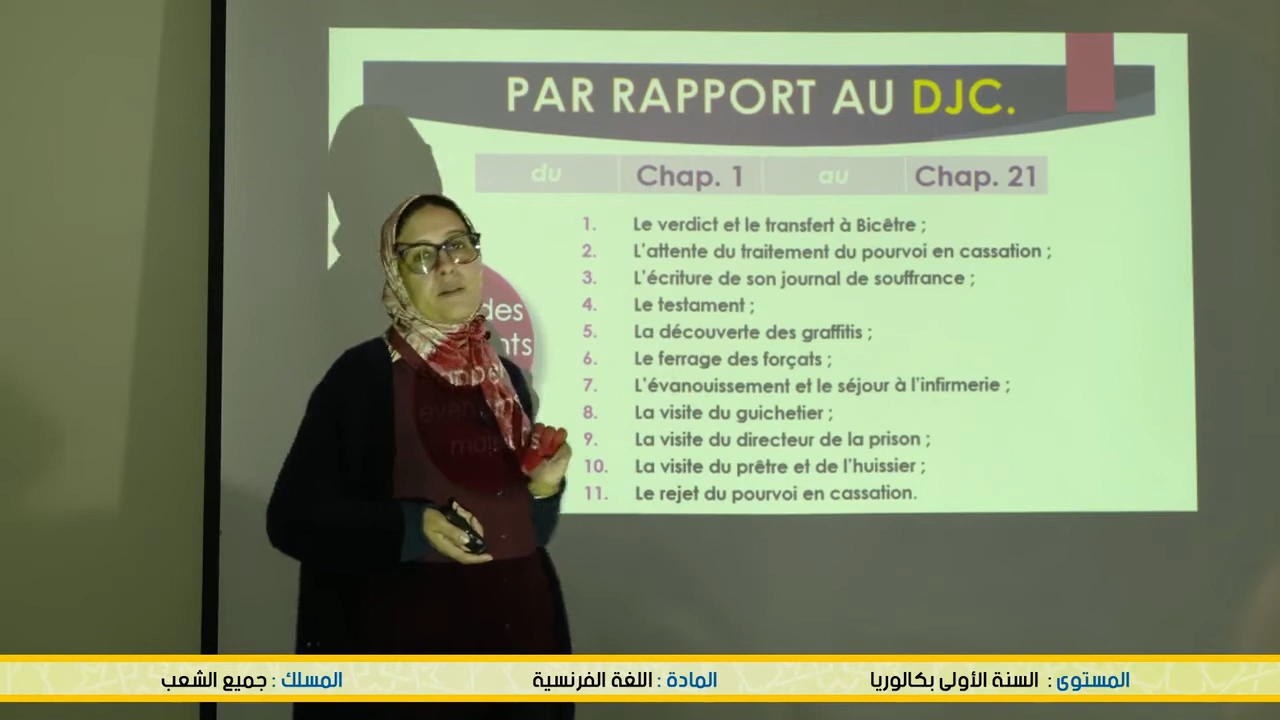 PAR RAPPORT AU DJC.
du Chap. 1 au Chap. 21
1. Le verdict et le transfert à Bicêtre ;
2. L'attente du traitement du pourvoi en cassation ;
3. L'écriture de son journal de souffrance ;
4. Le testament ;
5. La découverte des graffitis ;
6. Le ferrage des forçats ;
7. L'évanouissement et le séjour à l'infirmerie ;
8. La visite du guichetier ;
9. La visite du directeur de la prison ;
10. La visite du prêtre et de l'huissier ;
11. Le rejet du pourvoi en cassation.
des
المستوى : السنة الأولى بكالوريا المادة : اللغة الفرنسية المسلك : جميع الشعب